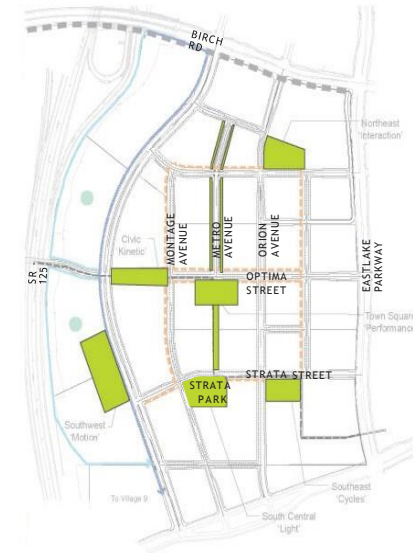 BIRCH
RD
Northeast
'Interaction'
Civic
'Kinetic'
MONTAGE
AVENUE
METRO
AVENUE
ORION
AVENUE
EASTLAKE
PARKWAY
SR
125
OPTIMA
STREET
Town Square
'Performance'
STRATA STREET
STRATA
PARK
Southwest
'Motion'
Southeast
'Cycles'
To Village 9
South Central
'Light'